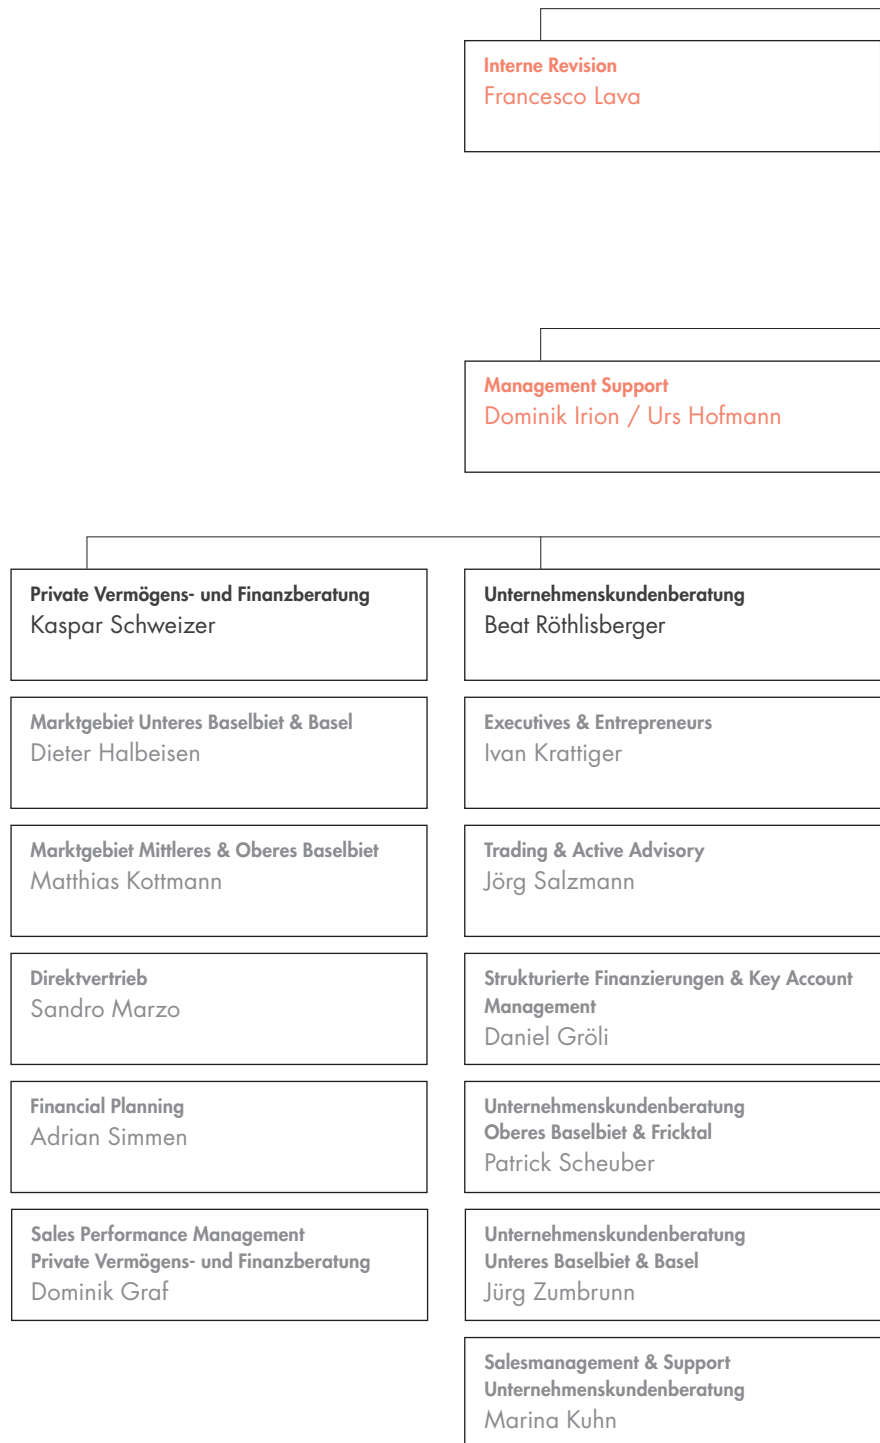 Interne Revision
Francesco Lava
Management Support
Dominik Irion / Urs Hofmann
Private Vermögens- und Finanzberatung
Kaspar Schweizer
Marktgebiet Unteres Baselbiet & Basel
Dieter Halbeisen
Marktgebiet Mittleres & Oberes Baselbiet
Matthias Kottmann
Direktvertrieb
Sandro Marzo
Financial Planning
Adrian Simmen
Sales Performance Management
Private Vermögens- und Finanzberatung
Dominik Graf
Unternehmenskundenberatung
Beat Röthlisberger
Executives & Entrepreneurs
Ivan Krattiger
Trading & Active Advisory
Jörg Salzmann
Strukturierte Finanzierungen & Key Account
Management
Daniel Gröli
Unternehmenskundenberatung
Oberes Baselbiet & Fricktal
Patrick Scheuber
Unternehmenskundenberatung
Unteres Baselbiet & Basel
Jürg Zumbrunn
Salesmanagement & Support
Unternehmenskundenberatung
Marina Kuhn